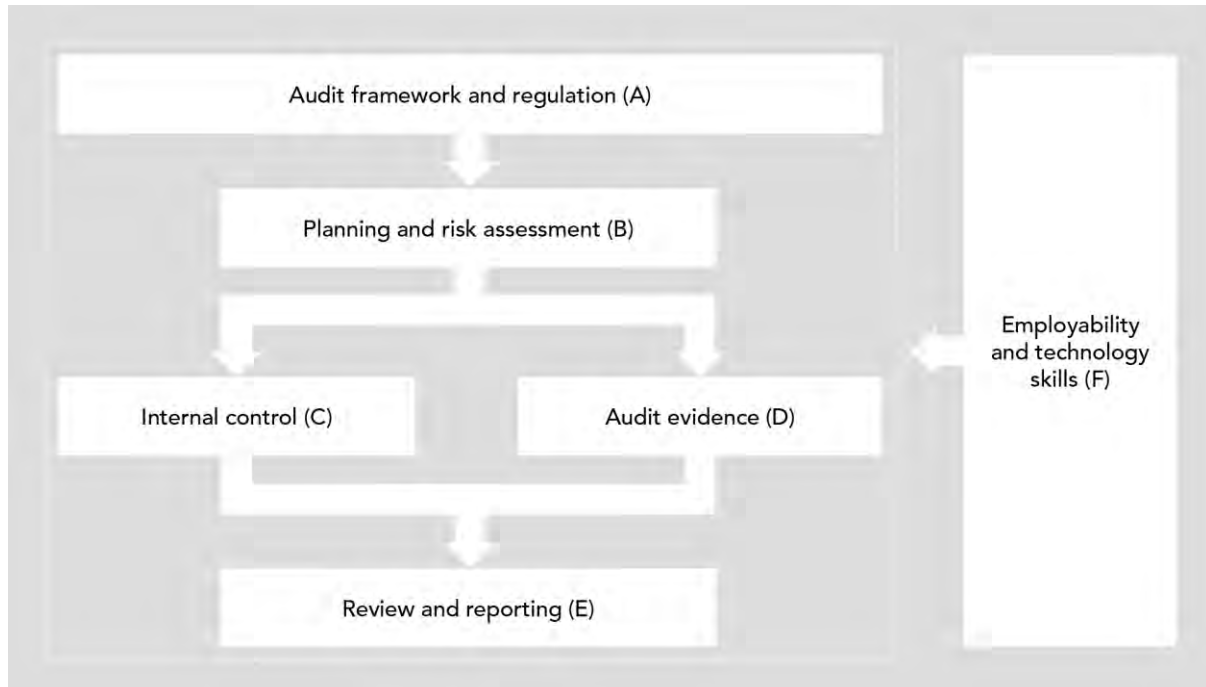 Audit framework and regulation (A)
Planning and risk assessment (B)
Internal control (C)
Audit evidence (D)
Review and reporting (E)
Employability
and technology
skills (F)